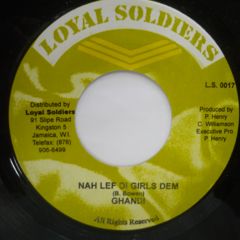 LOYAL SOLDIERS
L.S. 0017
Distributed by
Loyal Soldiers
91 Slipe Road
Kingston 5
Jamaica, W.I.
Telefax: (876)
906-6499
Produced by
P. Henry
C. Williamson
Executive Pro
P. Henry
NAH LEF DI GIRLS DEM
(B. Bowen)
GHANDI
All Rights Reserved